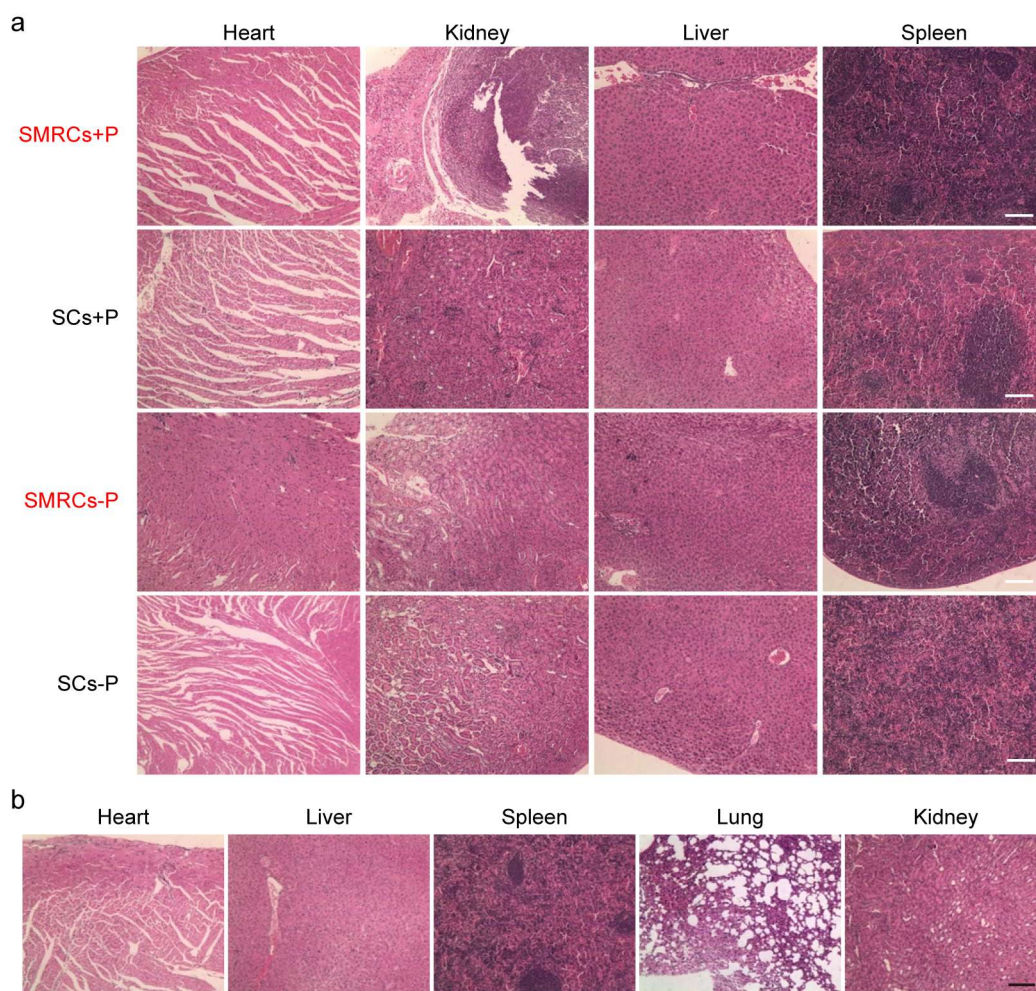 a
Heart Kidney Liver Spleen
SMRCs+P
SCs+P
SMRCs-P
SCs-P
b
Heart Liver Spleen Lung Kidney